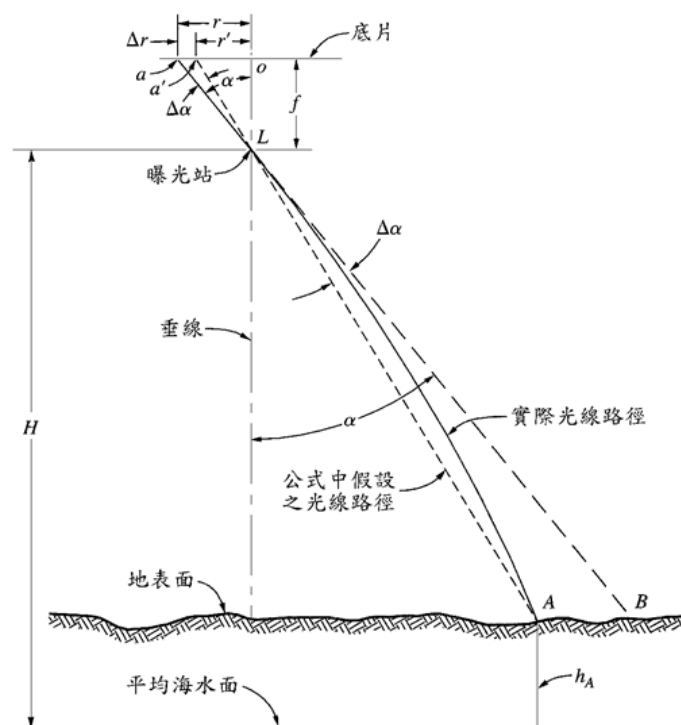 r
Δr
r′
底片
a
a′
α
o
f
Δα
L
曝光站
Δα
垂線
α
實際光線路徑
H
公式中假設
之光線路徑
地表面
A
B
平均海水面
hA